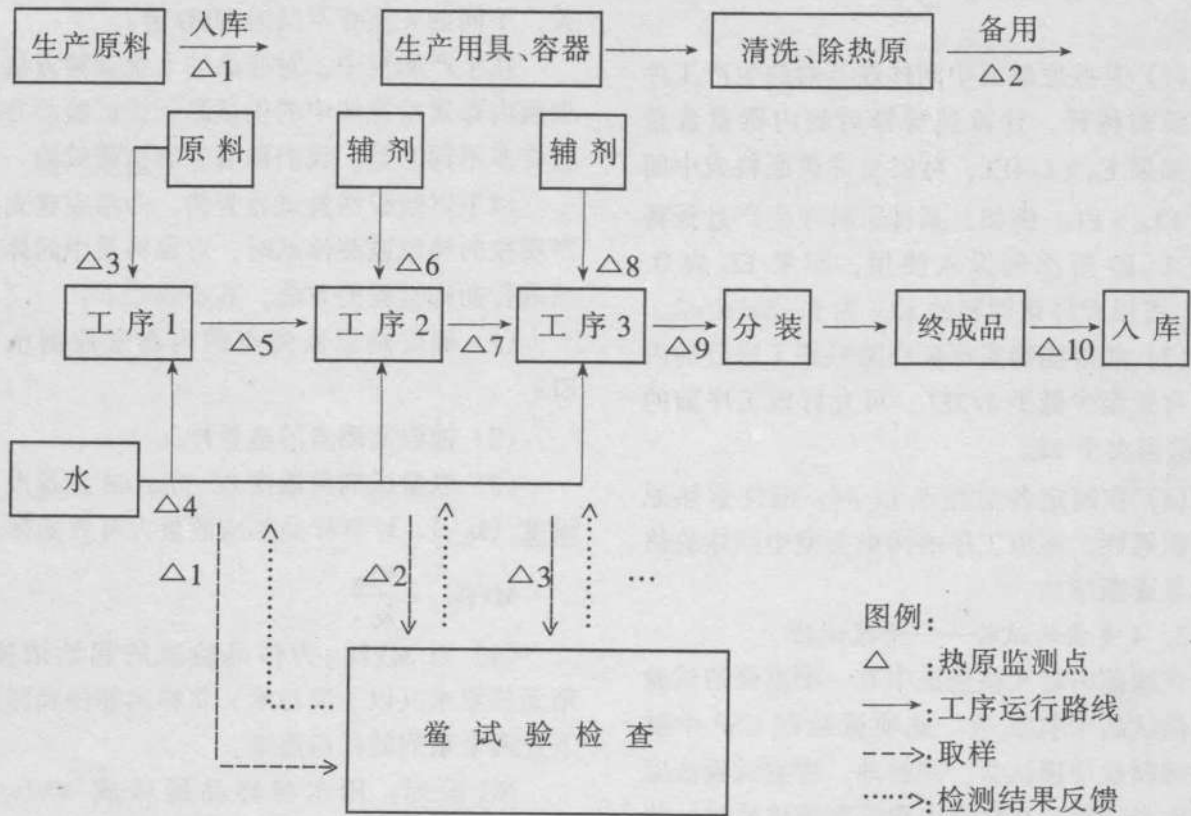 生产原料
入库
△1
生产用具、容器
清洗、除热原
备用
△2
原料
辅剂
辅剂
△3
△6
△8
工序1
△5
工序2
△7
工序3
△9
分装
终成品
△10
入库
水
△4
△1
△2
△3
…
鲎试验检查
图例：
△：热原监测点
：工序运行路线
：取样
：检测结果反馈